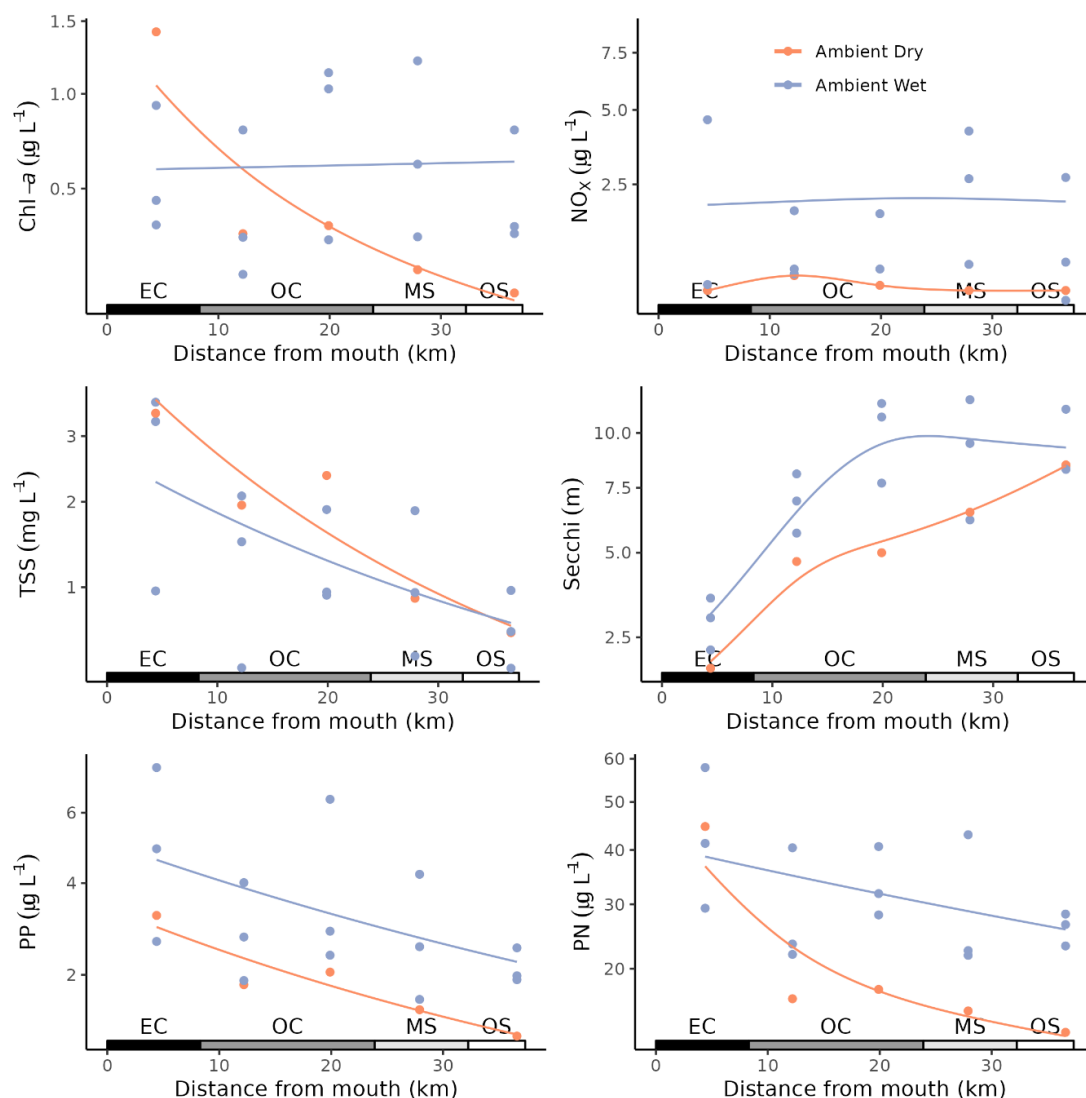 Chl−a (μg L⁻¹)
1.5
1.0
0.5
EC OC MS OS
0 10 20 30
Distance from mouth (km)
NOX (μg L⁻¹)
7.5
5.0
2.5
Ambient Dry
Ambient Wet
EC OC MS OS
0 10 20 30
Distance from mouth (km)
TSS (mg L⁻¹)
3
2
1
EC OC MS OS
0 10 20 30
Distance from mouth (km)
Secchi (m)
10.0
7.5
5.0
2.5
EC OC MS OS
0 10 20 30
Distance from mouth (km)
PP (μg L⁻¹)
6
4
2
EC OC MS OS
0 10 20 30
Distance from mouth (km)
PN (μg L⁻¹)
60
50
40
30
20
EC OC MS OS
0 10 20 30
Distance from mouth (km)